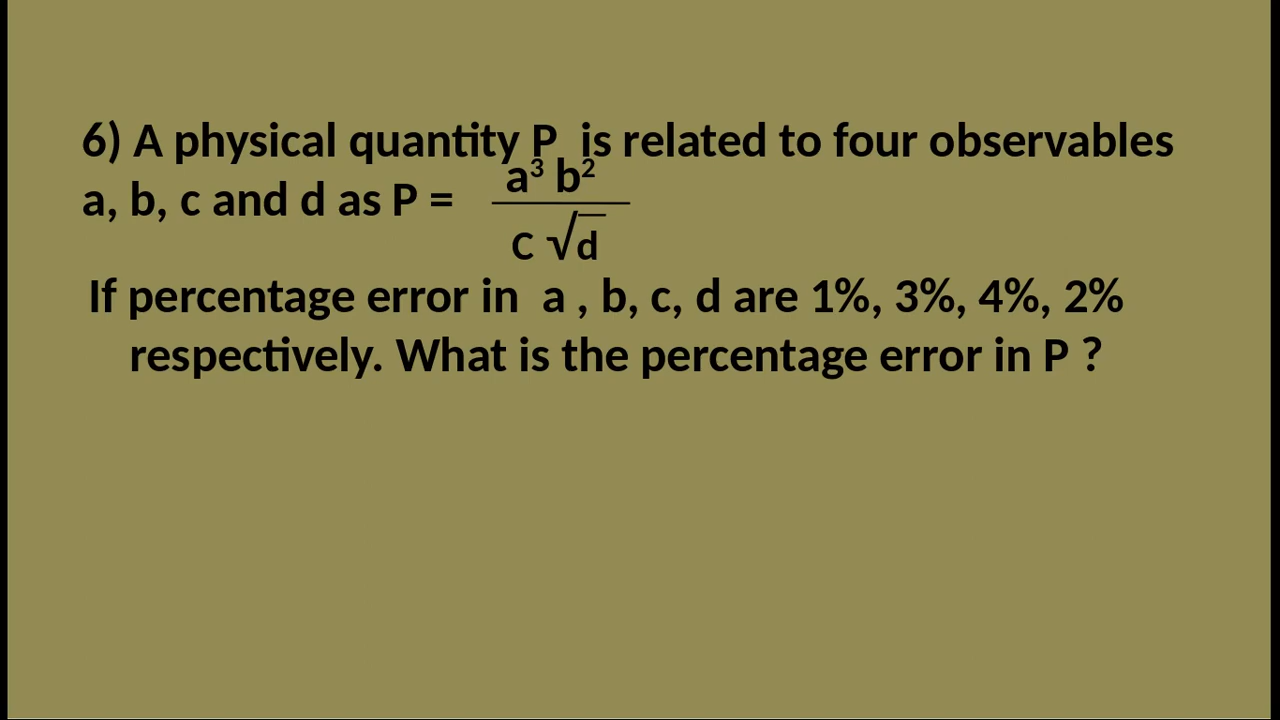 6) A physical quantity P is related to four observables
a, b, c and d as P = a³ b² / C √d
If percentage error in a , b, c, d are 1%, 3%, 4%, 2%
respectively. What is the percentage error in P ?